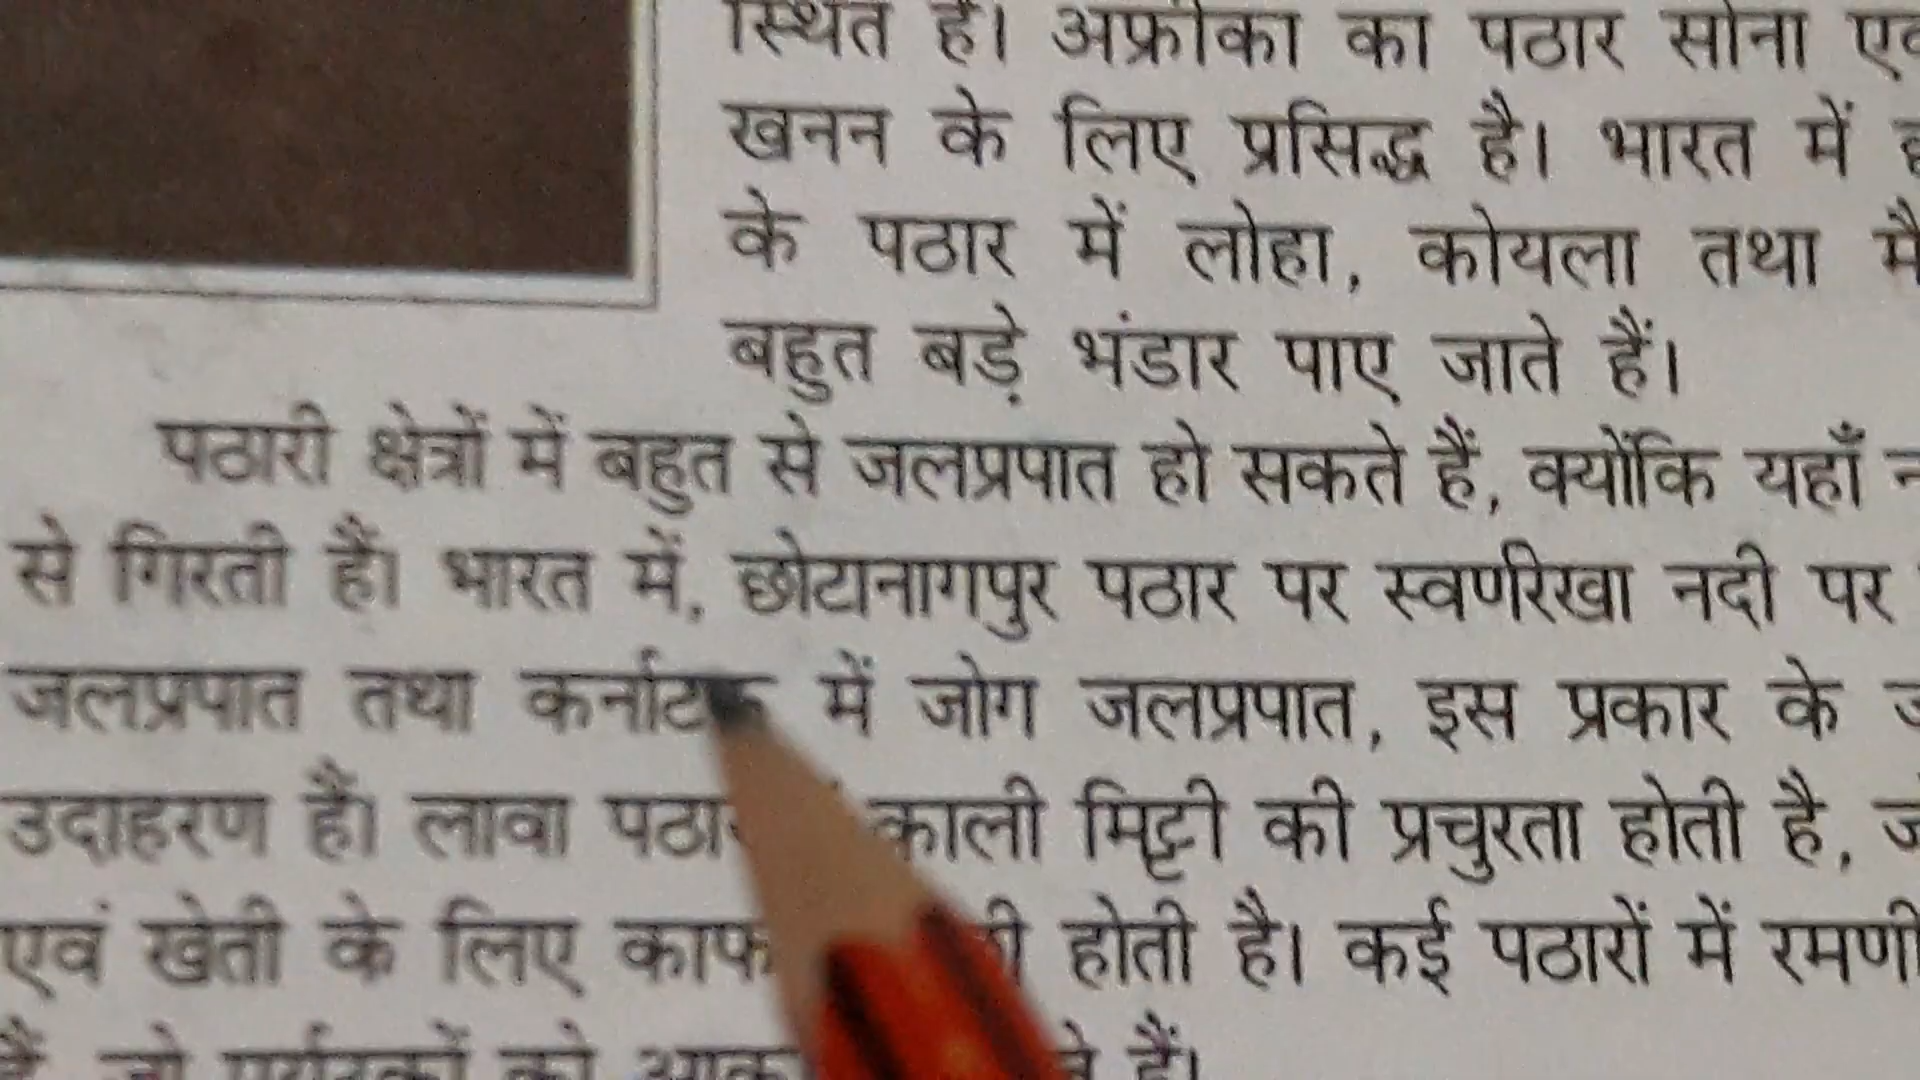 स्थित है। अफ्रीका का पठार सोना
खनन के लिए प्रसिद्ध है। भारत में
के पठार में लोहा, कोयला तथा
बहुत बड़े भंडार पाए जाते हैं।
पठारी क्षेत्रों में बहुत से जलप्रपात हो सकते हैं, क्योंकि यहाँ
से गिरती हैं। भारत में, छोटानागपुर पठार पर स्वर्णरेखा नदी पर
जलप्रपात तथा कर्नाटक में जोग जलप्रपात, इस प्रकार के
उदाहरण हैं। लावा पठार काली मिट्टी की प्रचुरता होती है,
एवं खेती के लिए होती है। कई पठारों में
जो पर्यटकों को हैं।